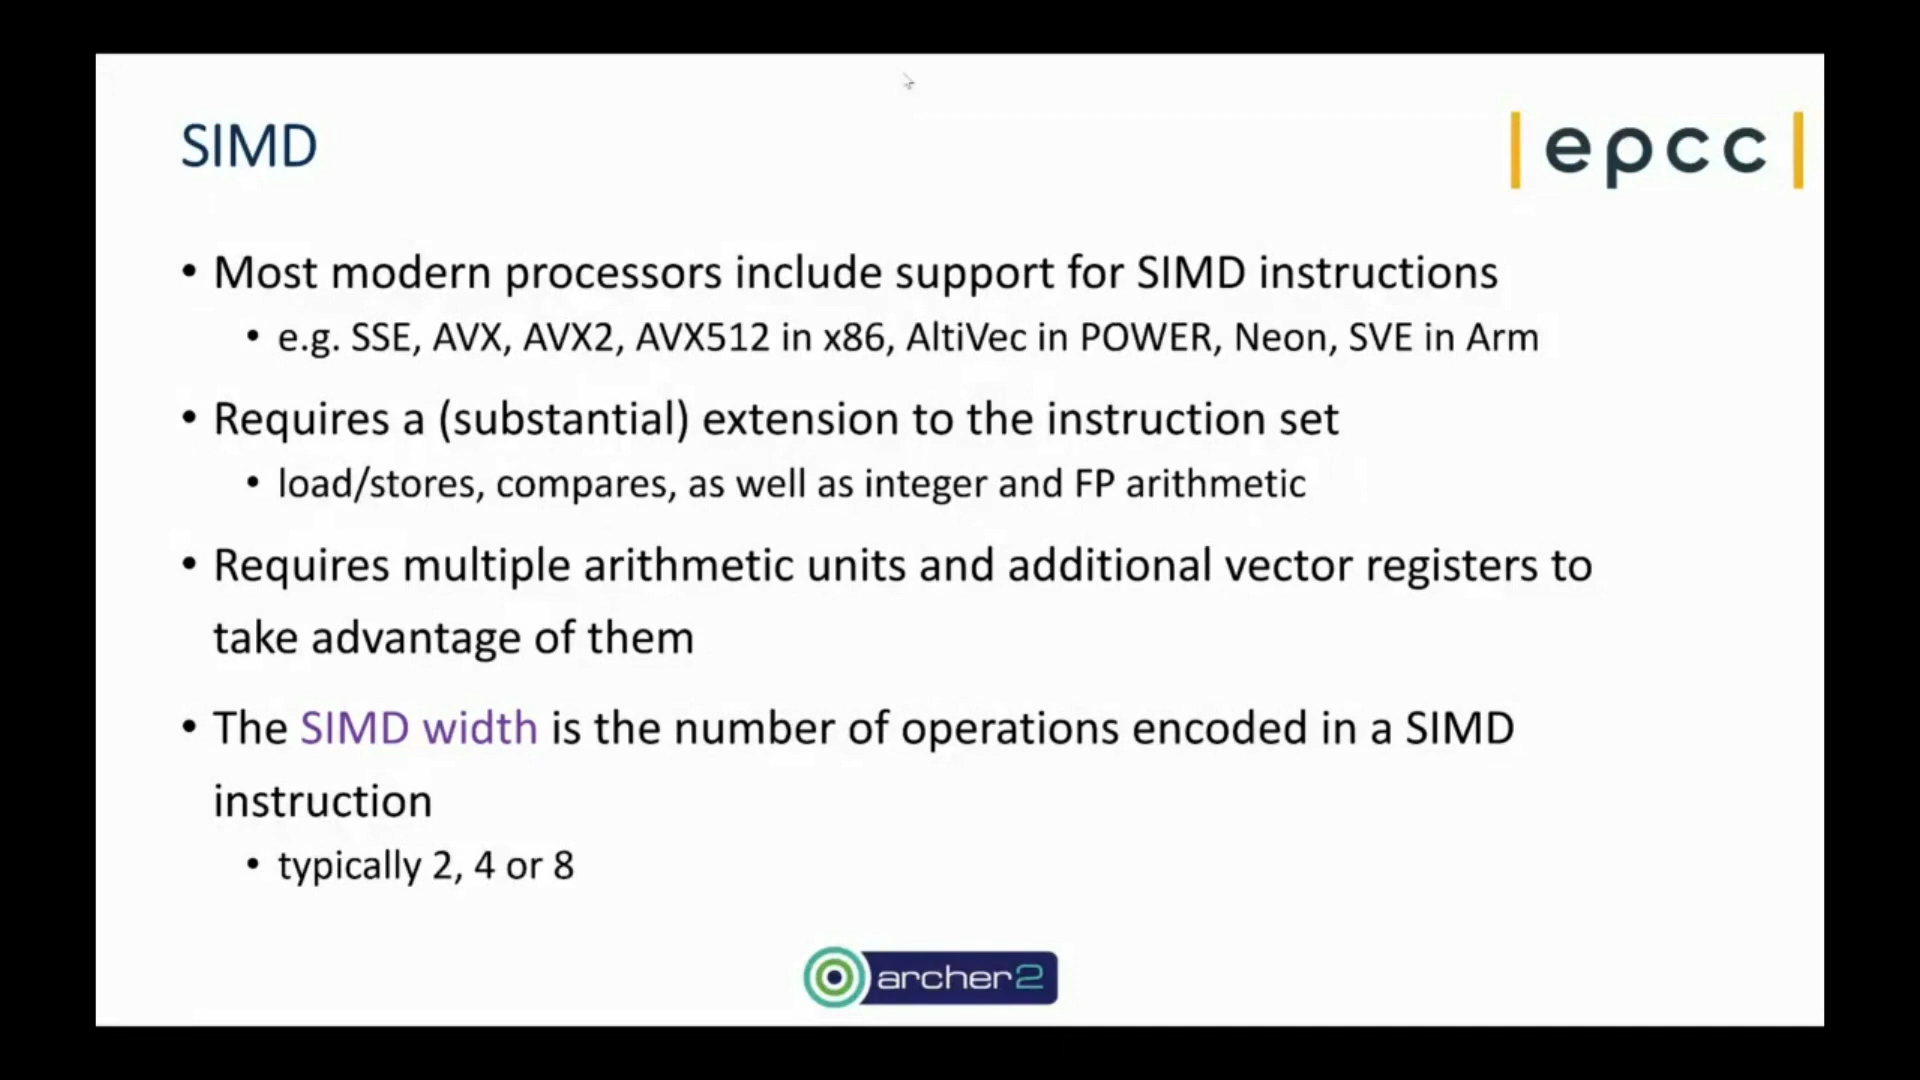 SIMD
|epcc|
• Most modern processors include support for SIMD instructions
• e.g. SSE, AVX, AVX2, AVX512 in x86, AltiVec in POWER, Neon, SVE in Arm
• Requires a (substantial) extension to the instruction set
• load/stores, compares, as well as integer and FP arithmetic
• Requires multiple arithmetic units and additional vector registers to
take advantage of them
• The SIMD width is the number of operations encoded in a SIMD
instruction
• typically 2, 4 or 8
archer2